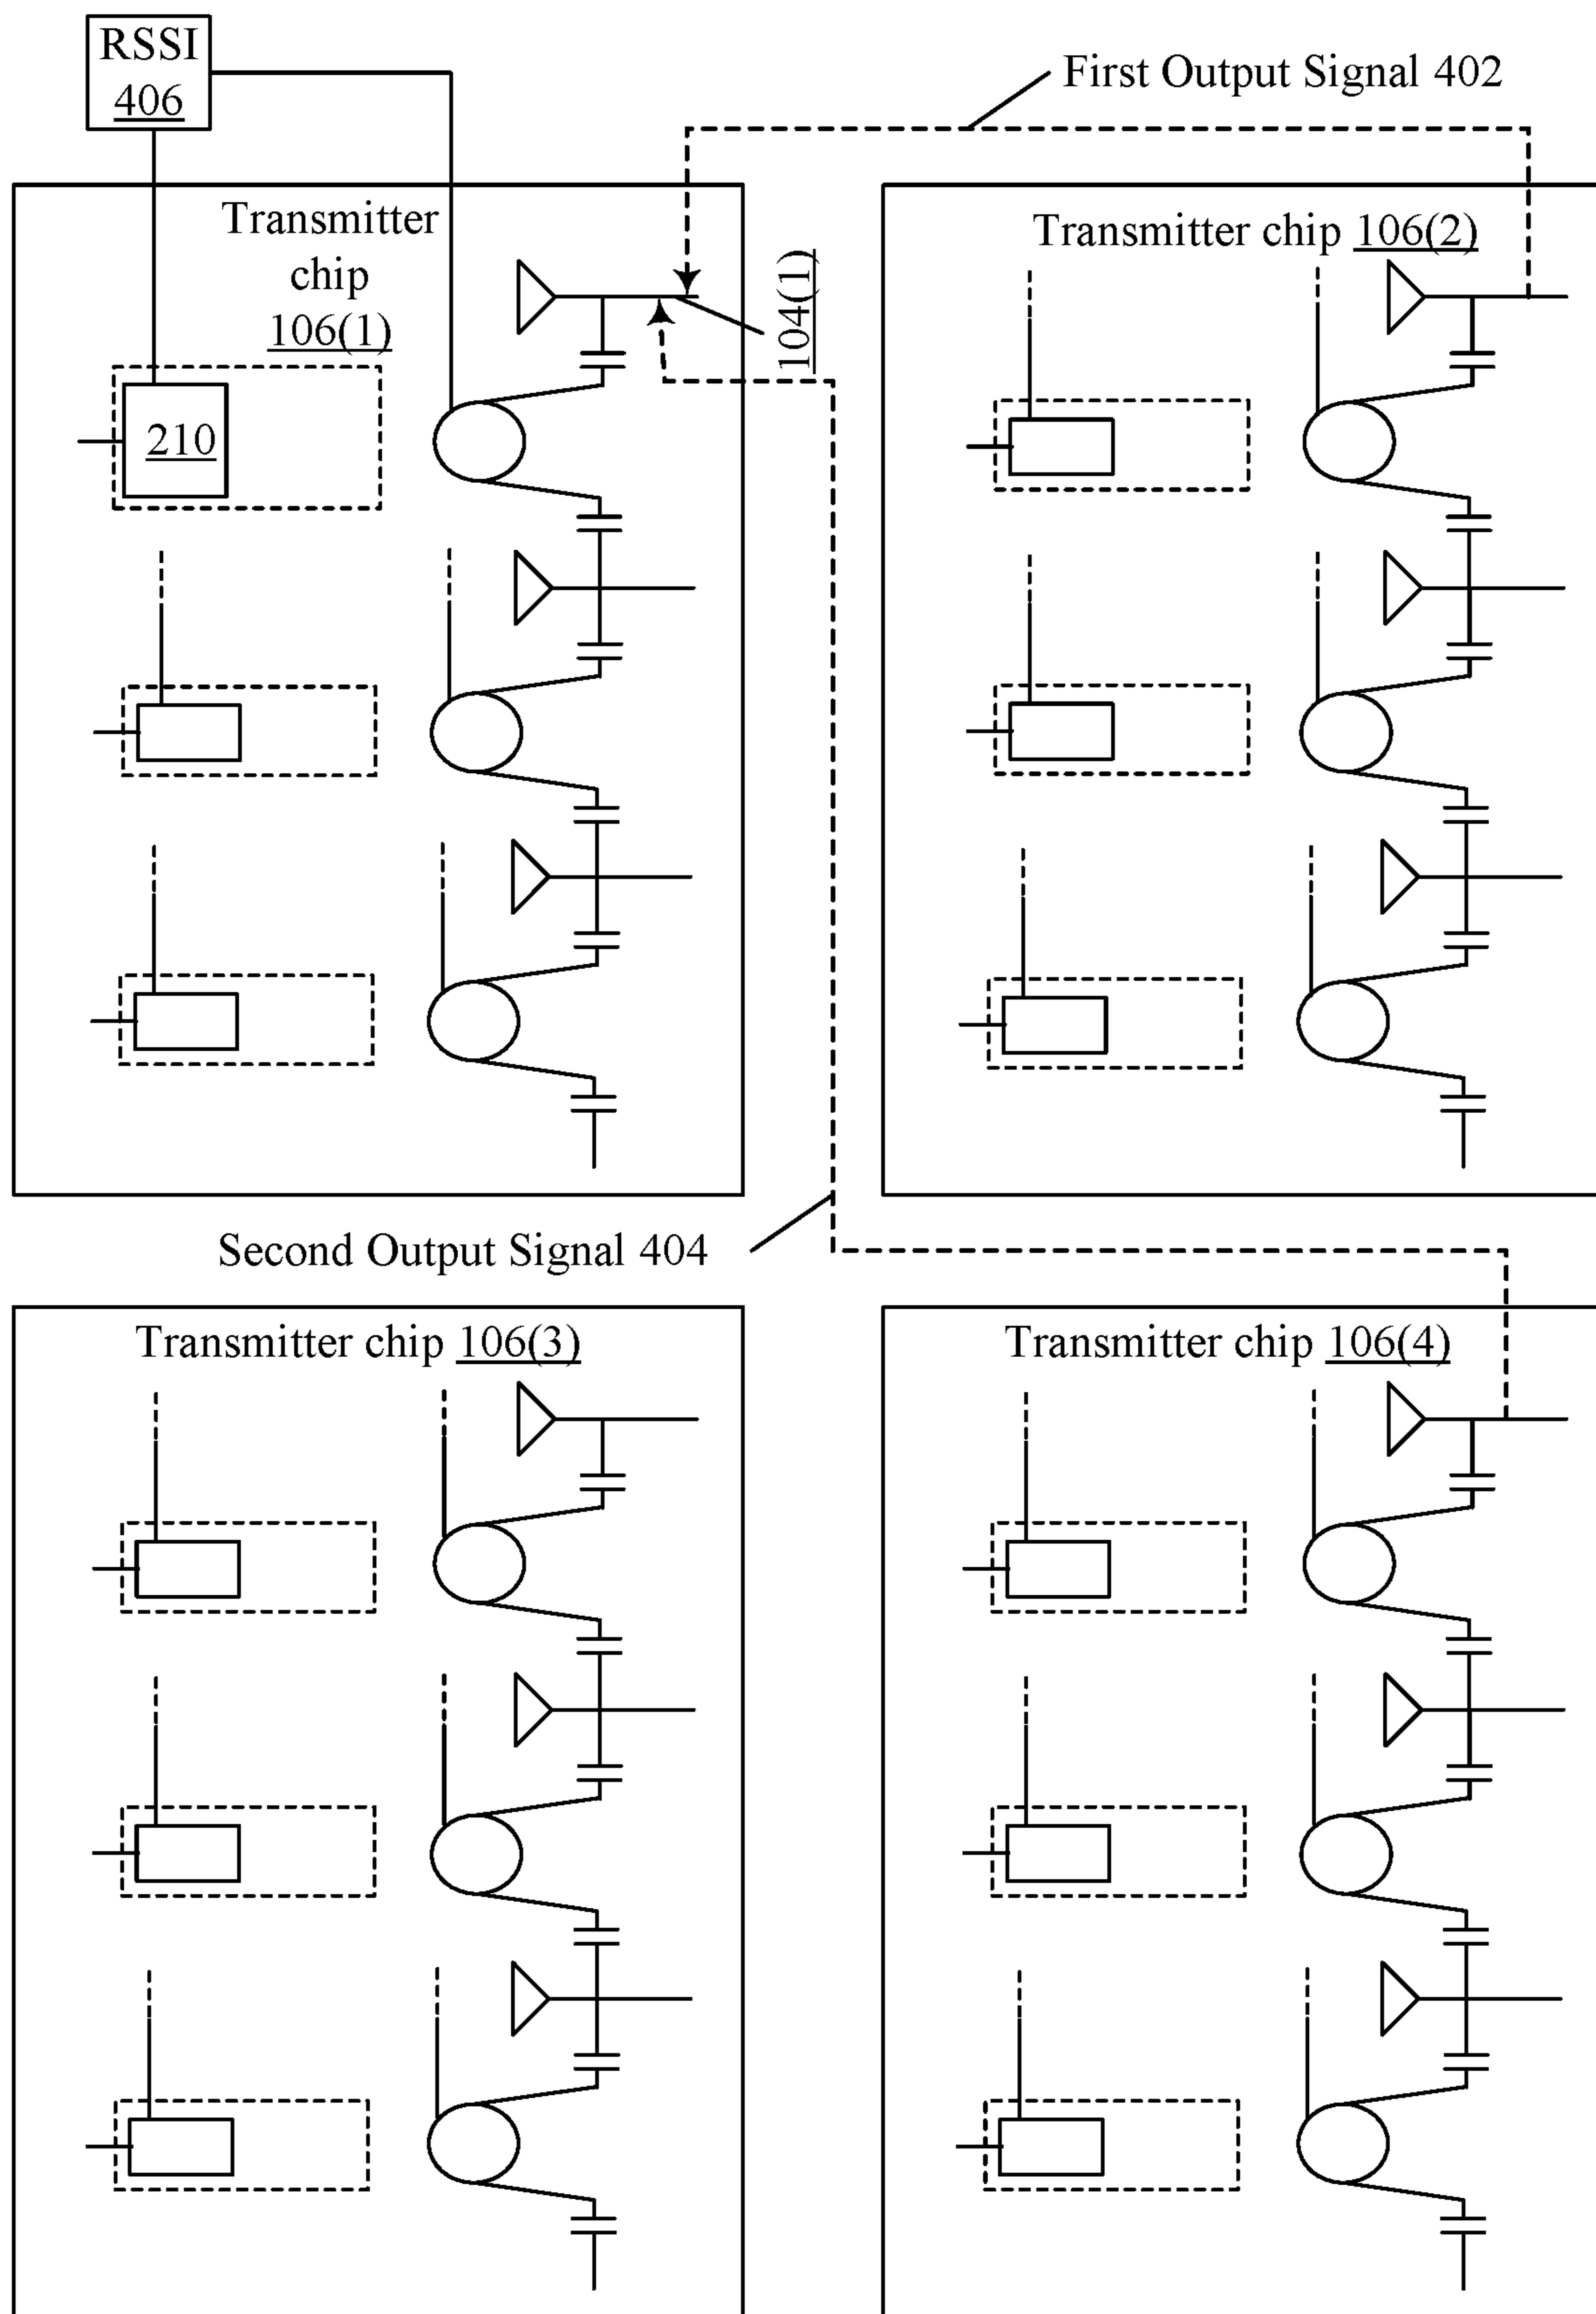 RSSI
406
First Output Signal 402
Transmitter
chip
106(1)
104(1)
Transmitter chip 106(2)
210
Second Output Signal 404
Transmitter chip 106(3)
Transmitter chip 106(4)